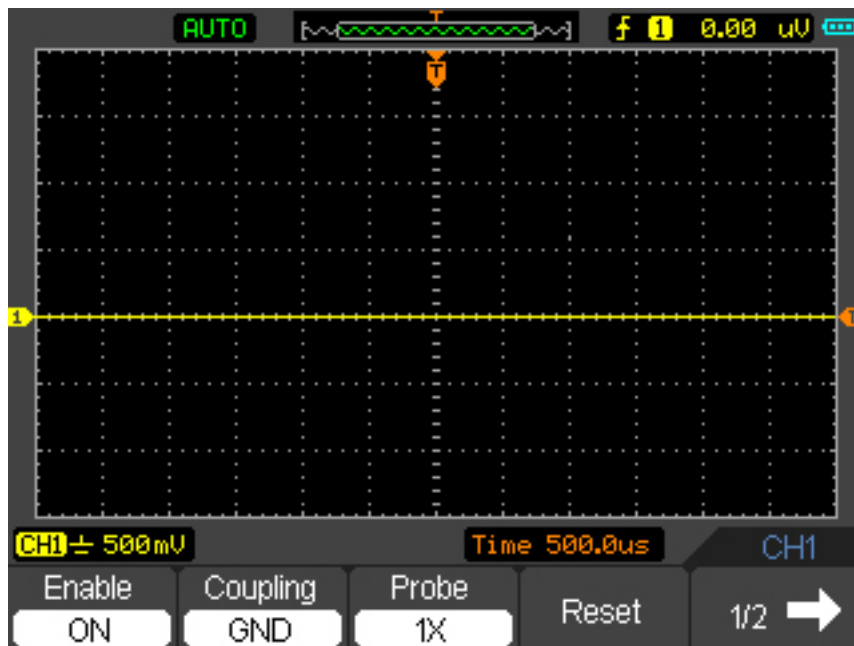 AUTO T 1 0.00 uV
T
1 T
CH1 500mV Time 500.0us CH1
Enable Coupling Probe Reset 1/2
ON GND 1X